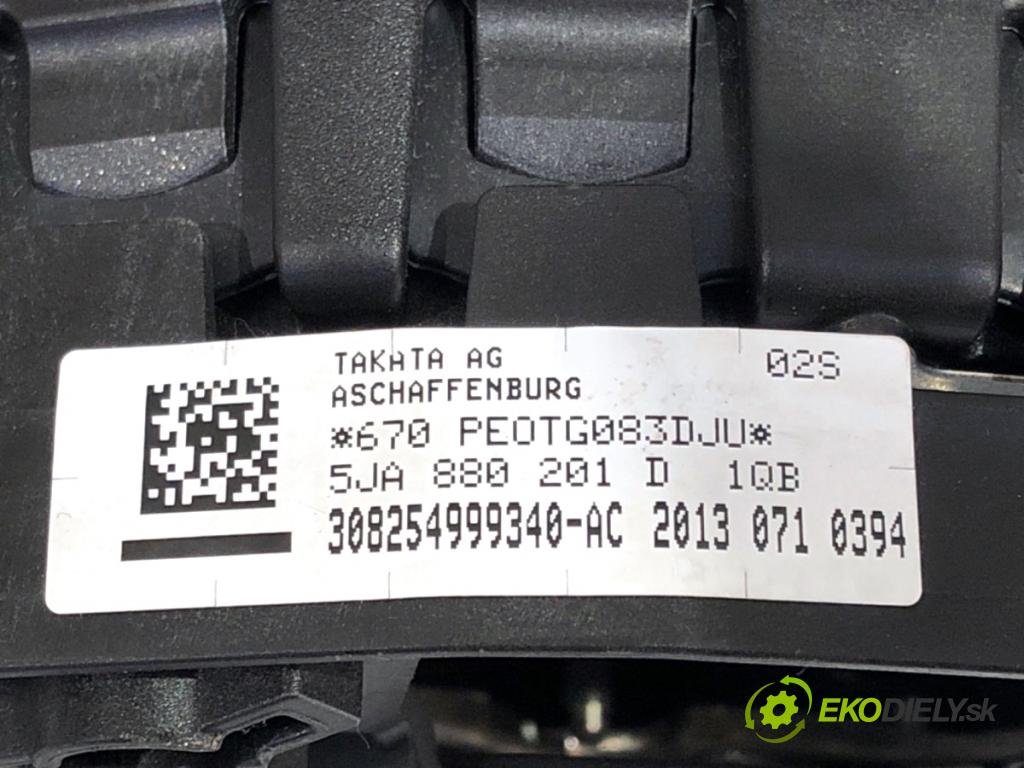 TAKATA AG 02S
ASCHAFFENBURG
*670 PEOTG083DJU*
5JA 880 201 D 1QB
308254999340-AC 2013 071 0394
EKODIELY.sk